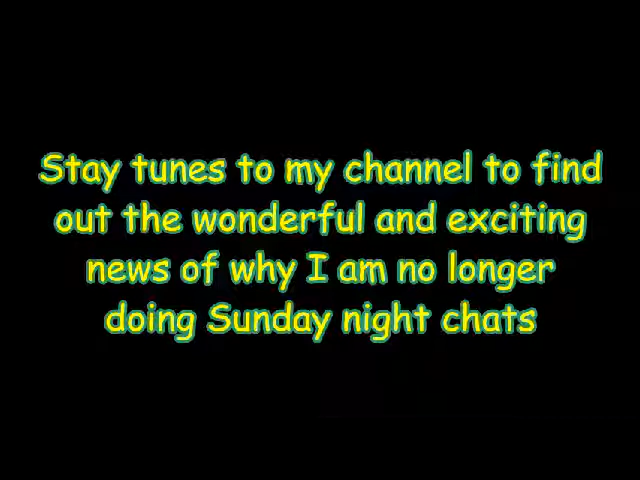 Stay tunes to my channel to find
out the wonderful and exciting
news of why I am no longer
doing Sunday night chats